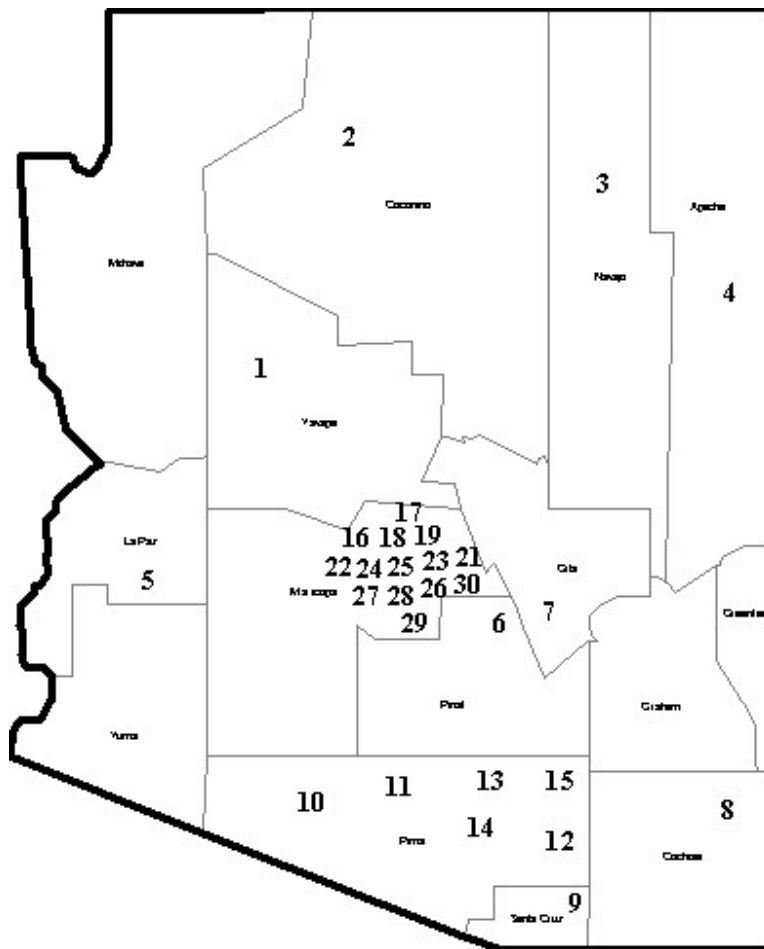 2
3
Coconino
Apache
Mohave
Navajo
4
1
Yavapai
17
16 18 19
La Paz
22 24 25 23 21
Gila
5
Maricopa
27 28 26 30
7
Greenlee
29
6
Pinal
Graham
Yuma
13 15
11
10
8
14
12
Pima
Cochise
9
Santa Cruz